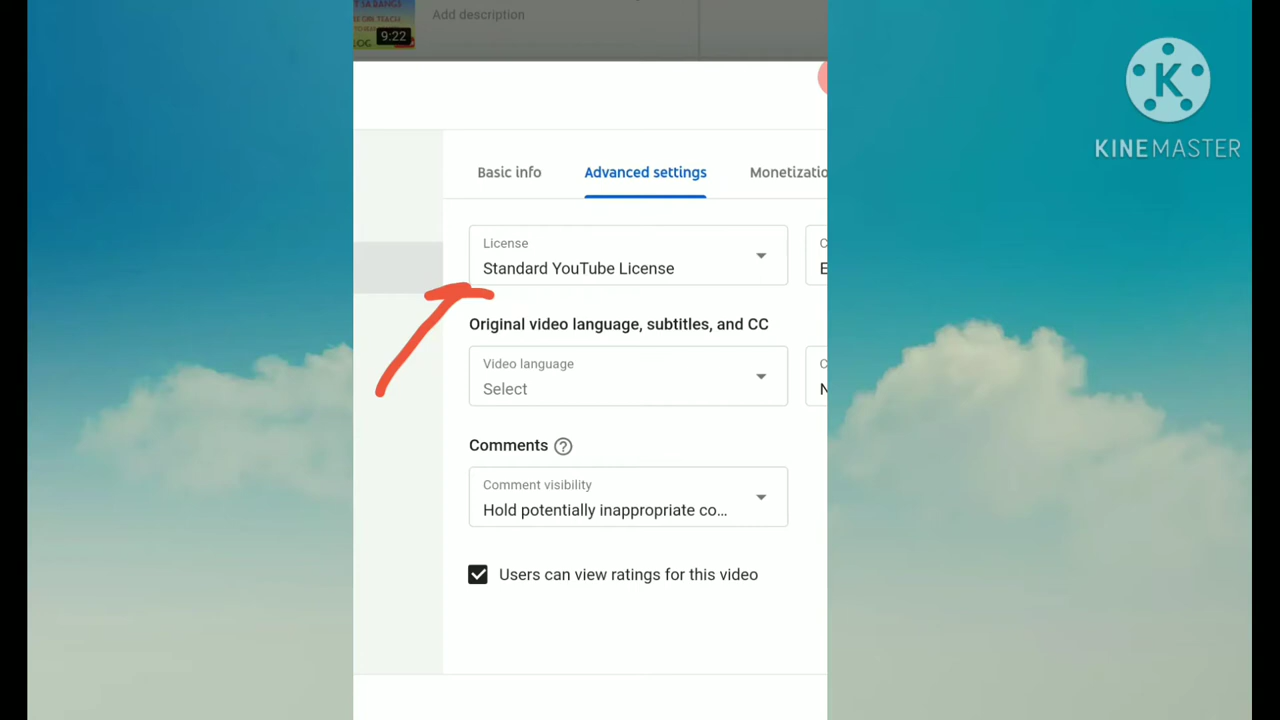 Add description
9:22
LOG
KINEMASTER
Basic info
Advanced settings
Monetizatio
License
Standard YouTube License
Original video language, subtitles, and CC
Video language
Select
Comments
Comment visibility
Hold potentially inappropriate co...
Users can view ratings for this video